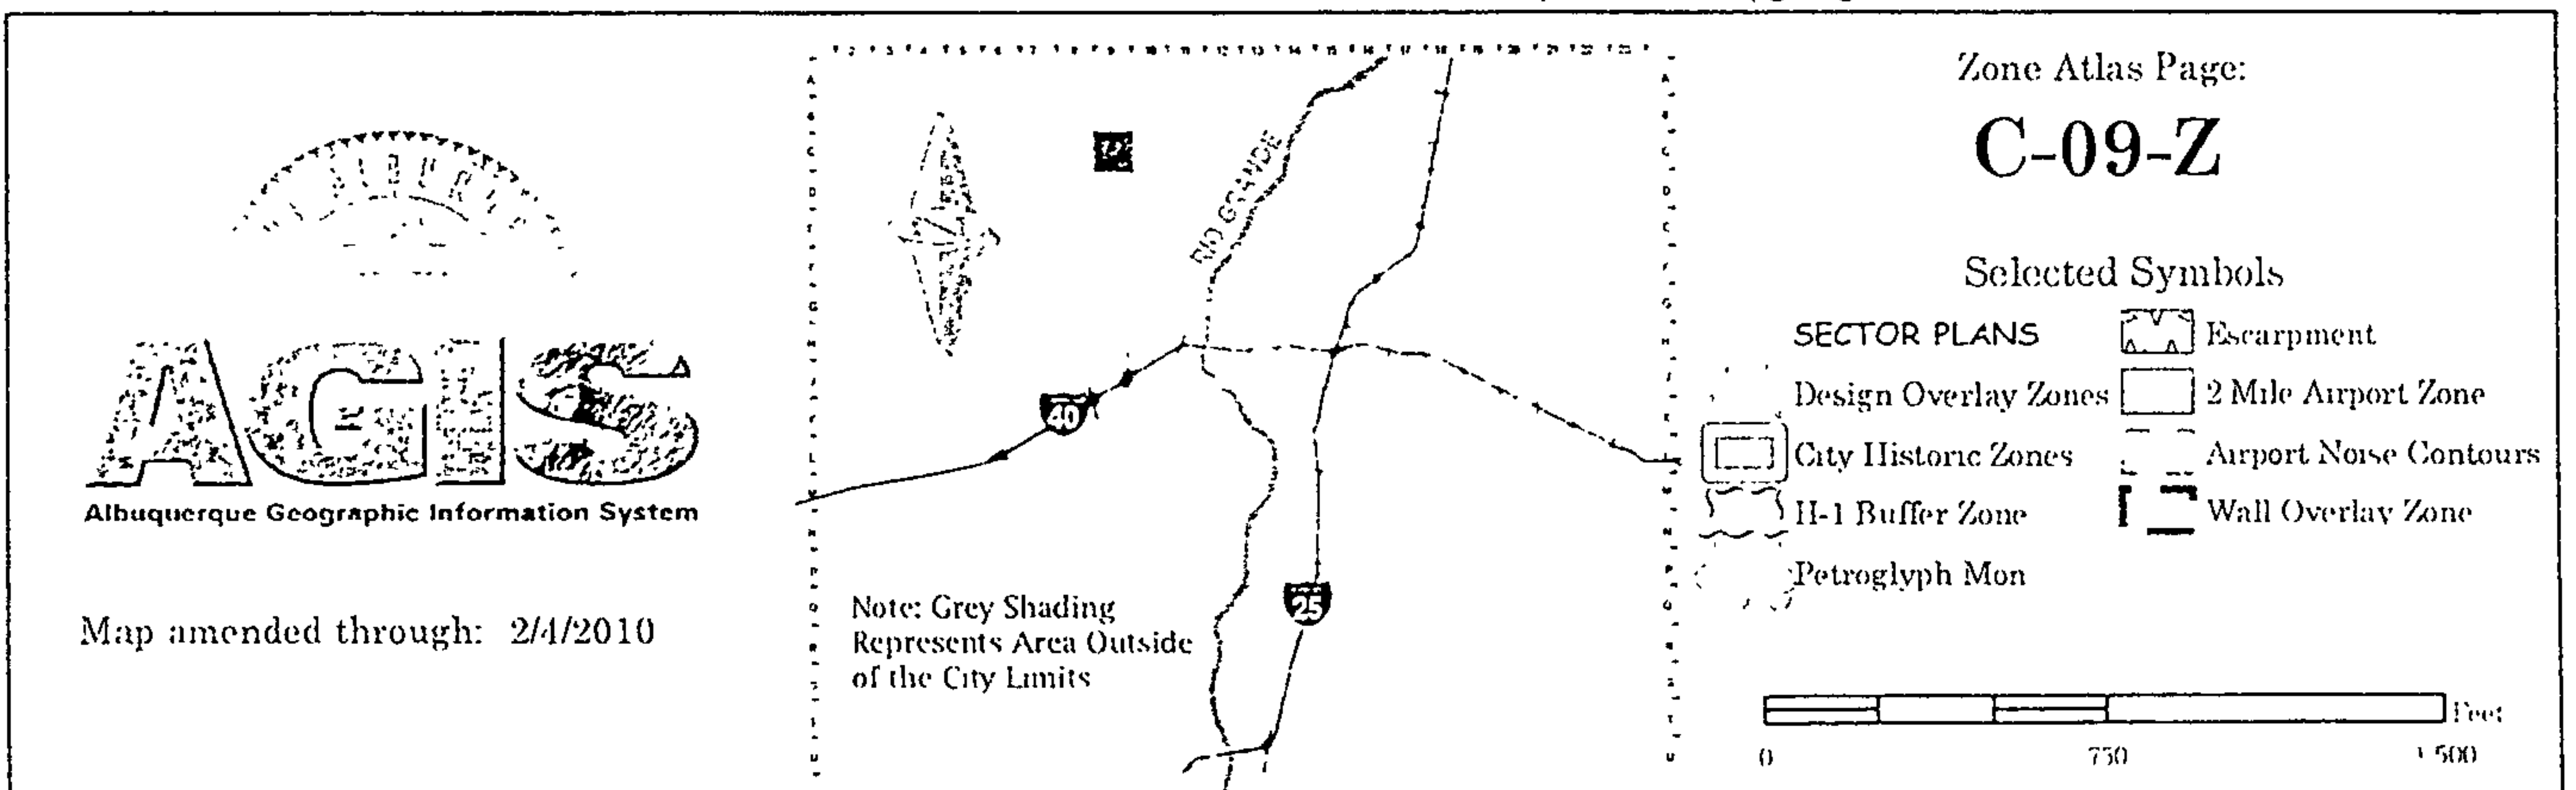 AGIS
Albuquerque Geographic Information System
Map amended through: 2/4/2010
RIO GRANDE
40
25
Note: Grey Shading
Represents Area Outside
of the City Limits
Zone Atlas Page:
C-09-Z
Selected Symbols
SECTOR PLANS
Escarpment
Design Overlay Zones
2 Mile Airport Zone
City Historic Zones
Airport Noise Contours
H-1 Buffer Zone
Wall Overlay Zone
Petroglyph Mon
Feet
0 750 1,500